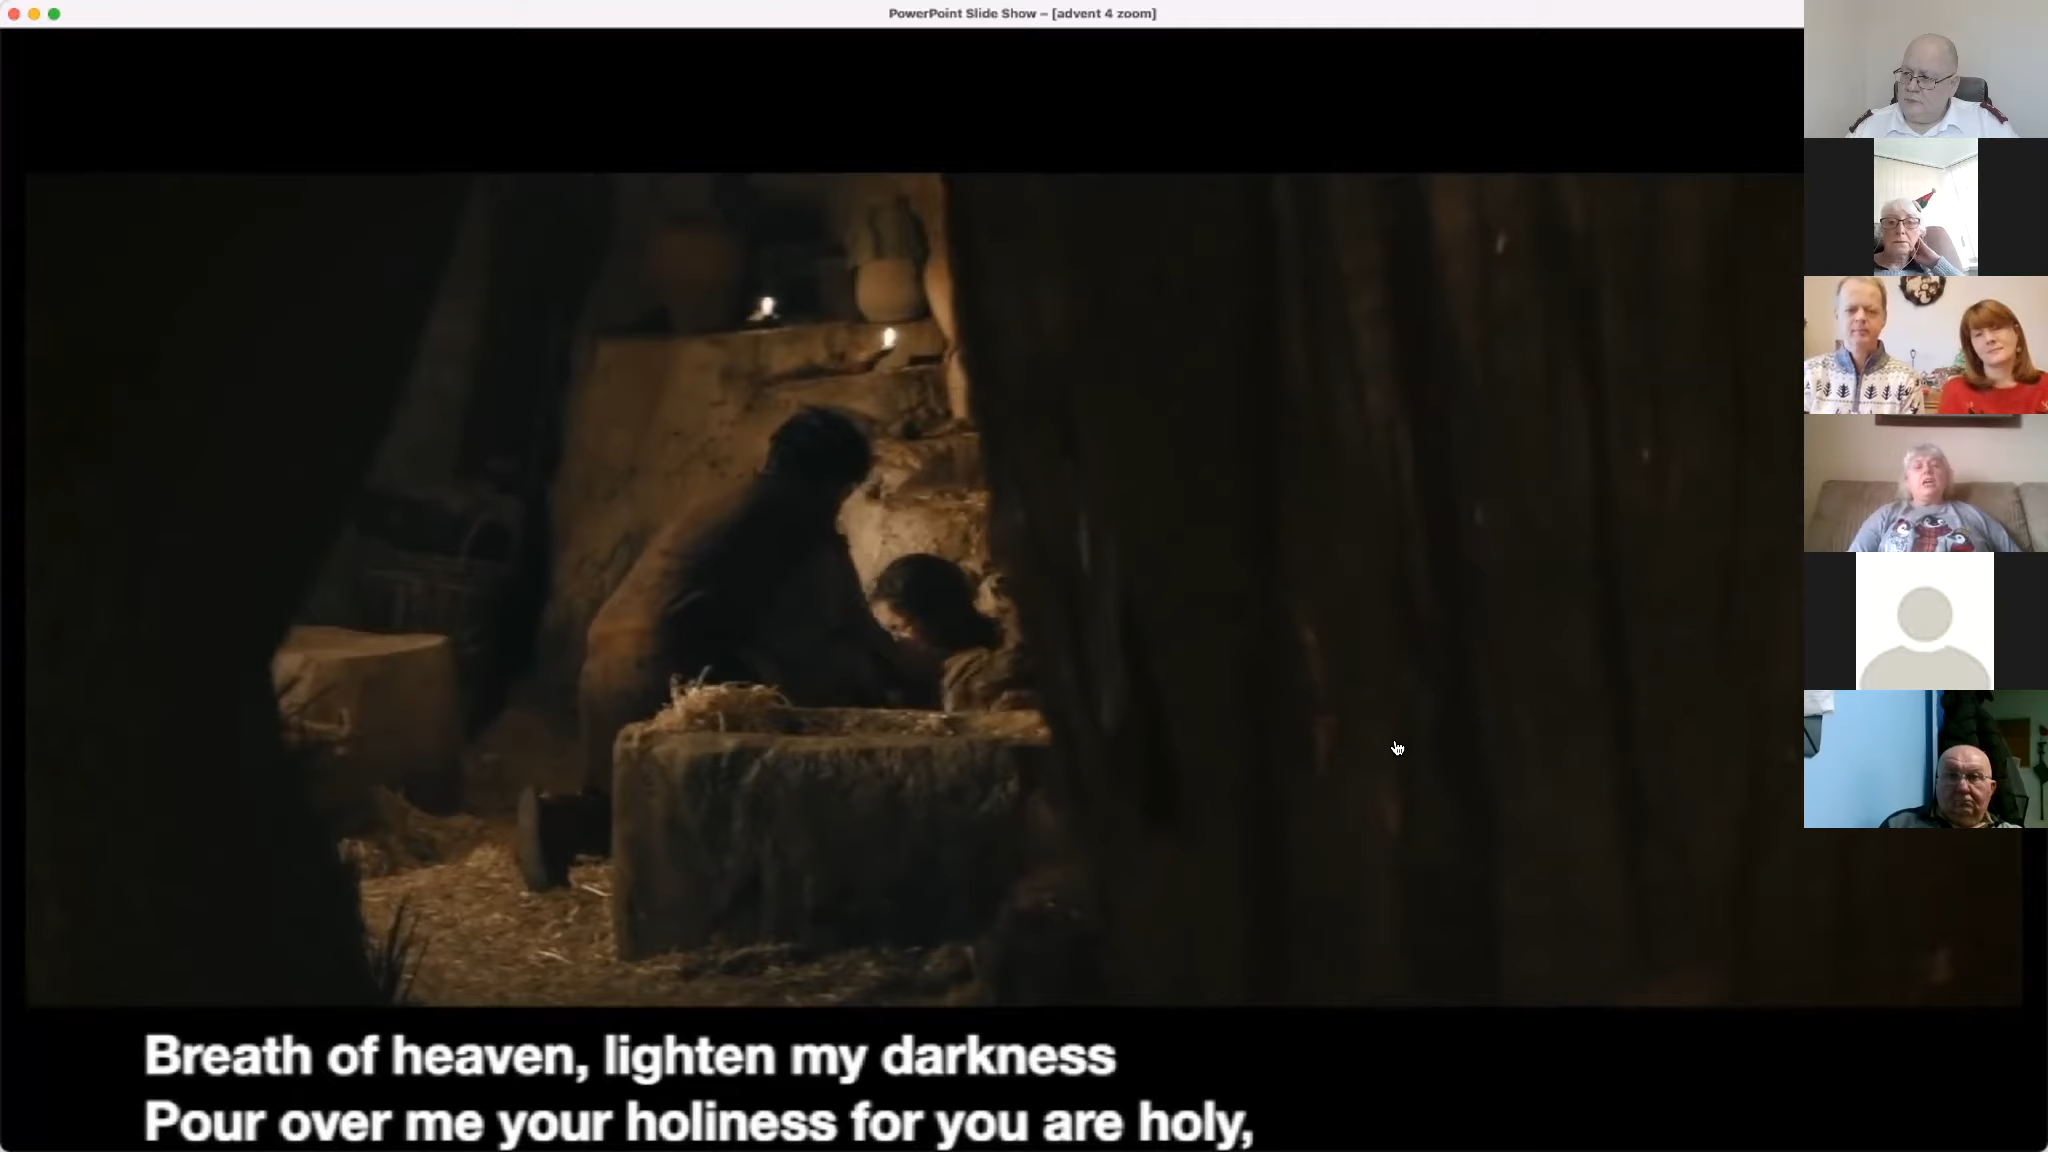 PowerPoint Slide Show – [advent 4 zoom]
Breath of heaven, lighten my darkness
Pour over me your holiness for you are holy,